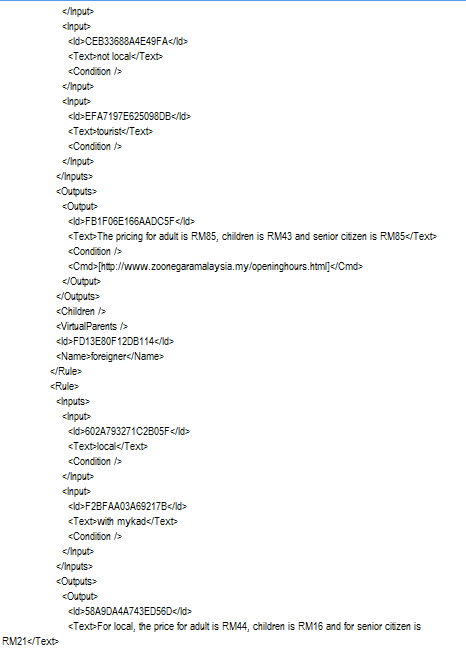 </Input>
<Input>
<Id>CEB33688A4E49FA</Id>
<Text>not local</Text>
<Condition />
</Input>
<Input>
<Id>EFA7197E625098DB</Id>
<Text>tourist</Text>
<Condition />
</Input>
</Inputs>
<Outputs>
<Output>
<Id>FB1F06E166AADC5F</Id>
<Text>The pricing for adult is RM85, children is RM43 and senior citizen is RM85</Text>
<Condition />
<Cmd>[http://www.zoonegaramalaysia.my/openinghours.html]</Cmd>
</Output>
</Outputs>
<Children />
<VirtualParents />
<Id>FD13E80F12DB114</Id>
<Name>foreigner</Name>
</Rule>
<Rule>
<Inputs>
<Input>
<Id>602A793271C2B05F</Id>
<Text>local</Text>
<Condition />
</Input>
<Input>
<Id>F2BFAA03A69217B</Id>
<Text>with mykad</Text>
<Condition />
</Input>
</Inputs>
<Outputs>
<Output>
<Id>58A9DA4A743ED56D</Id>
<Text>For local, the price for adult is RM44, children is RM16 and for senior citizen is
RM21</Text>